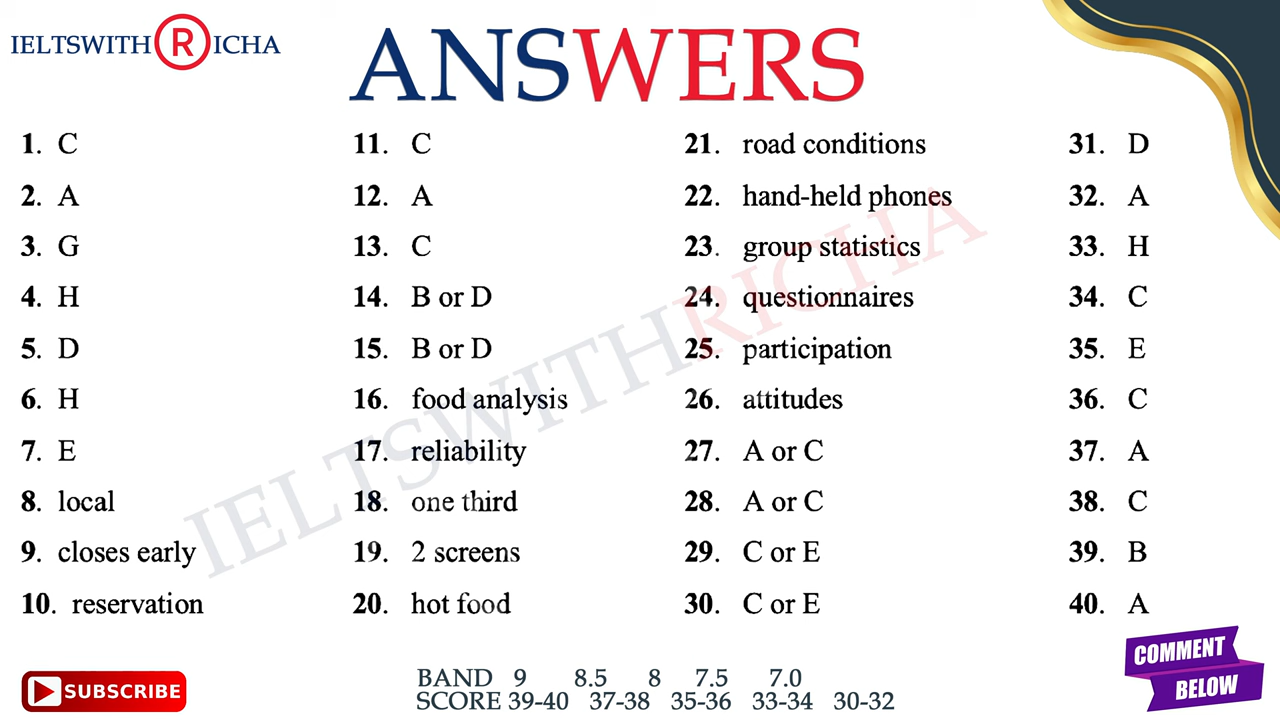 IELTSWITHRICHA
ANSWERS
1. C
2. A
3. G
4. H
5. D
6. H
7. E
8. local
9. closes early
10. reservation
11. C
12. A
13. C
14. B or D
15. B or D
16. food analysis
17. reliability
18. one third
19. 2 screens
20. hot food
21. road conditions
22. hand-held phones
23. group statistics
24. questionnaires
25. participation
26. attitudes
27. A or C
28. A or C
29. C or E
30. C or E
31. D
32. A
33. H
34. C
35. E
36. C
37. A
38. C
39. B
40. A
IELTSWITHRICHA
SUBSCRIBE
BAND 9 8.5 8 7.5 7.0
SCORE 39-40 37-38 35-36 33-34 30-32
COMMENT
BELOW